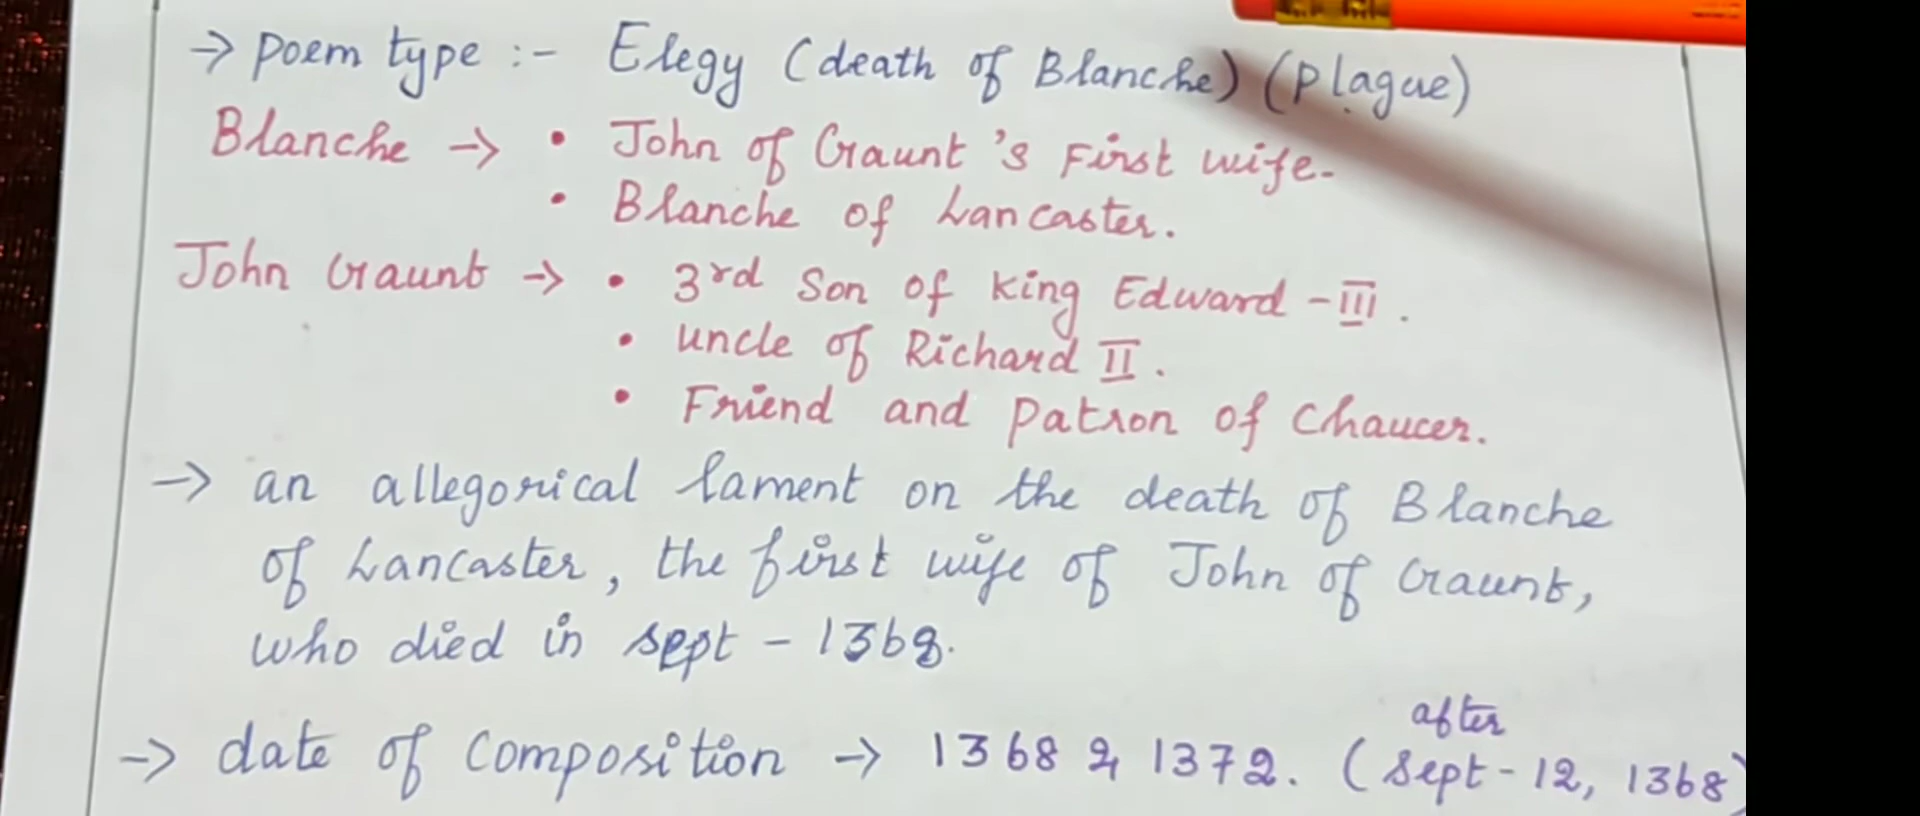 → Poem type :- Elegy (death of Blanche) (Plague)
Blanche → • John of Graunt's First wife-
• Blanche of Lancaster.
John Graunt → • 3rd Son of King Edward - III.
• uncle of Richard II.
• Friend and Patron of Chaucer.
→ an allegorical lament on the death of Blanche
of Lancaster, the first wife of John of Graunt,
who died in sept - 1368.
after
→ date of Composition → 1368 & 1372. (Sept - 12, 1368)